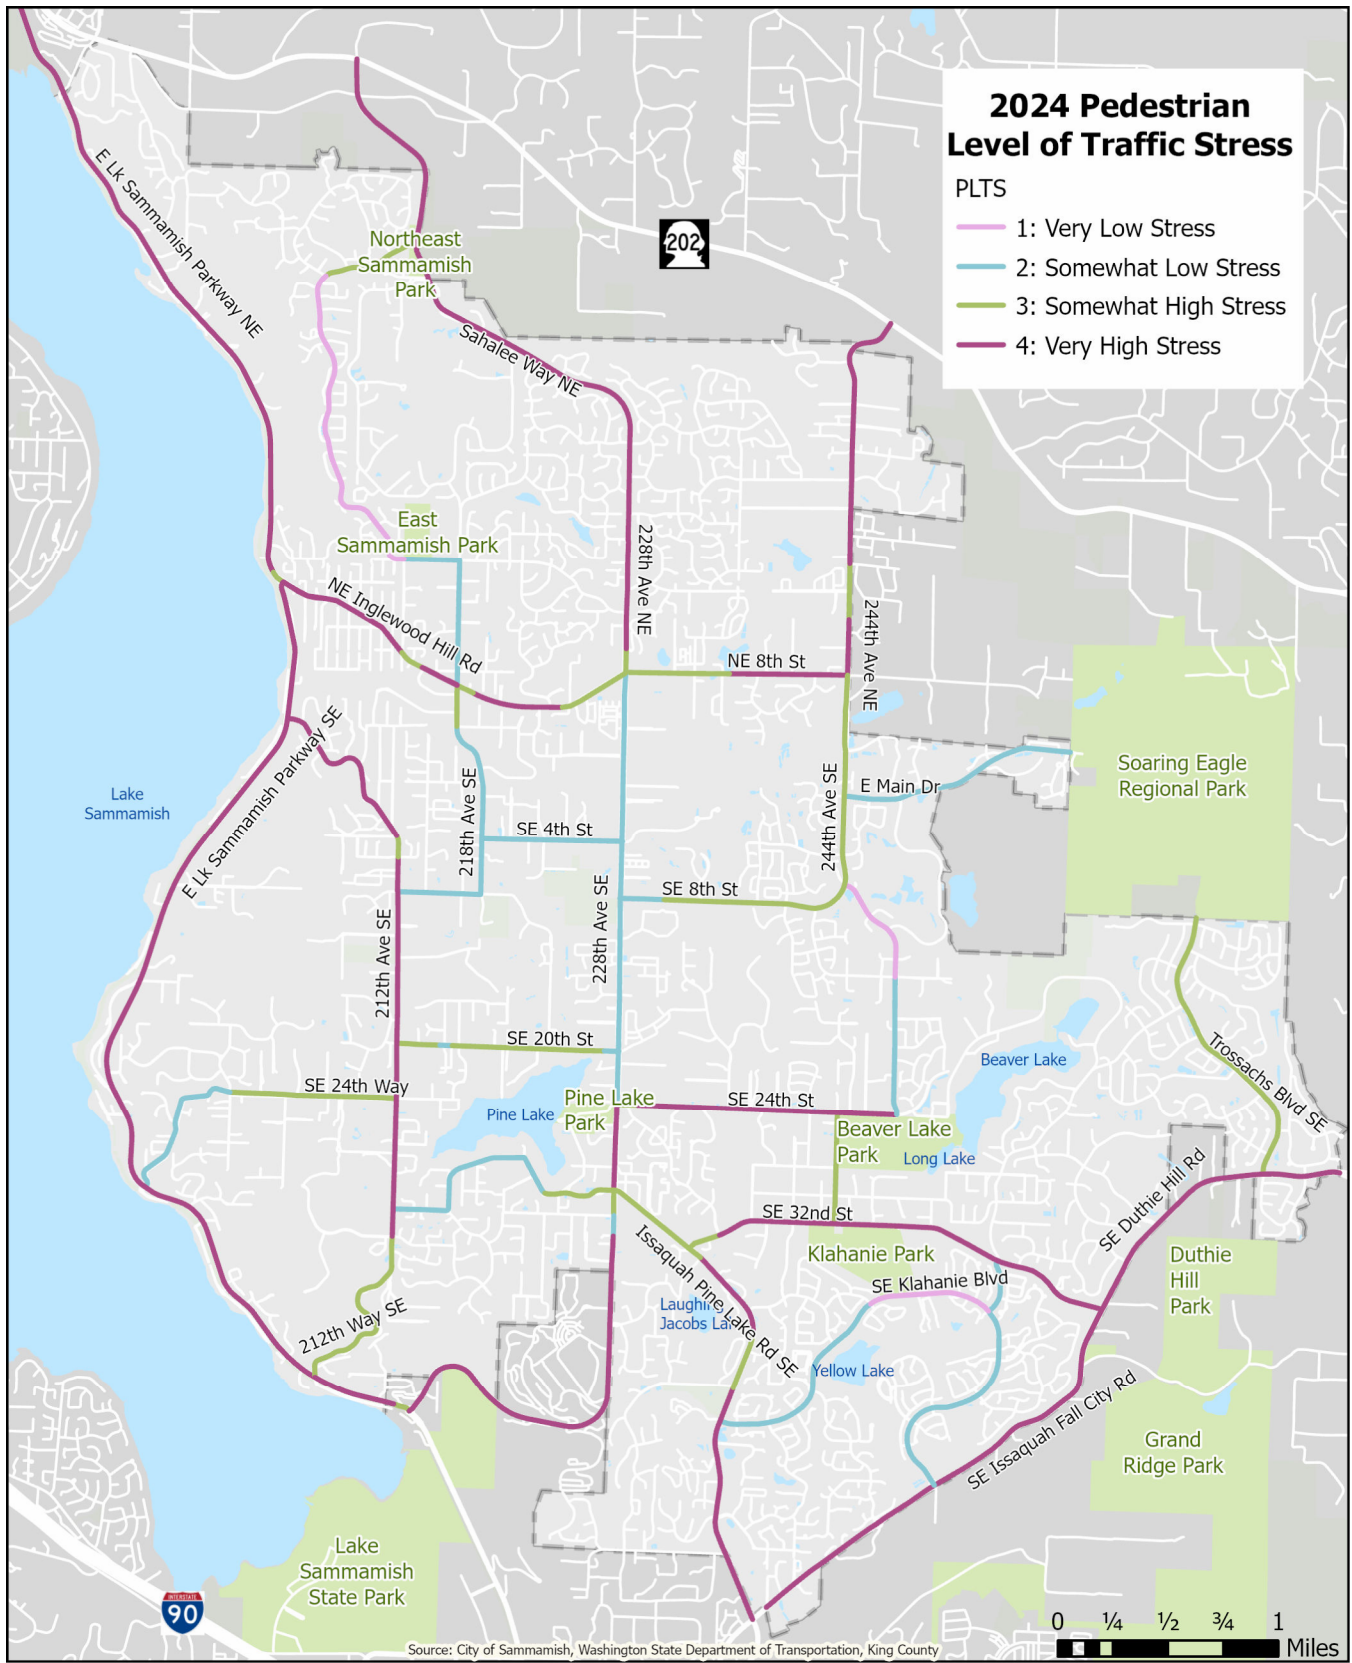 2024 Pedestrian
Level of Traffic Stress
PLTS
1: Very Low Stress
2: Somewhat Low Stress
3: Somewhat High Stress
4: Very High Stress
202
E Lk Sammamish Parkway NE
Northeast
Sammamish
Park
Sahalee Way NE
East
Sammamish Park
228th Ave NE
NE Inglewood Hill Rd
244th Ave NE
NE 8th St
E Lk Sammamish Parkway SE
Soaring Eagle
Regional Park
Lake
Sammamish
218th Ave SE
244th Ave SE
E Main Dr
SE 4th St
SE 8th St
228th Ave SE
212th Ave SE
SE 20th St
Beaver Lake
Trossachs Blvd SE
SE 24th Way
Pine Lake
Pine Lake
Park
SE 24th St
Beaver Lake
Park
Long Lake
SE Duthie Hill Rd
SE 32nd St
Issaquah Pine Lake Rd SE
Klahanie Park
SE Klahanie Blvd
Duthie
Hill
Park
Laughing
Jacobs La
212th Way SE
Yellow Lake
SE Issaquah Fall City Rd
Grand
Ridge Park
Lake
Sammamish
State Park
INTERSTATE
90
0 ¼ ½ ¾ 1
Miles
Source: City of Sammamish, Washington State Department of Transportation, King County